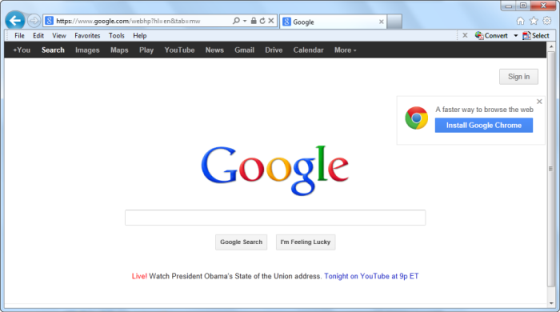 https://www.google.com/webhp?hl=en&tab=mw
Google
File Edit View Favorites Tools Help
Convert Select
+You Search Images Maps Play YouTube News Gmail Drive Calendar More
Sign in
A faster way to browse the web
Install Google Chrome
Google
Google Search I'm Feeling Lucky
Live! Watch President Obama's State of the Union address. Tonight on YouTube at 9p ET